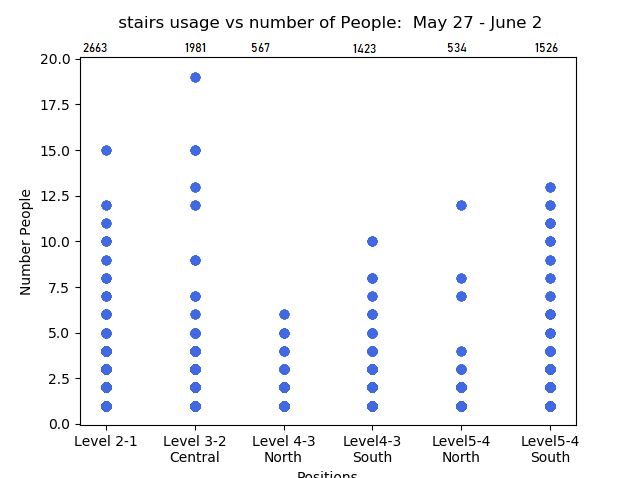 stairs usage vs number of People:  May 27 - June 2
2663 1981 567 1423 534 1526
20.0
17.5
15.0
12.5
10.0
7.5
5.0
2.5
0.0
Number People
Level 2-1 Level 3-2 Level 4-3 Level4-3 Level5-4 Level5-4
Central North South North South
Positions